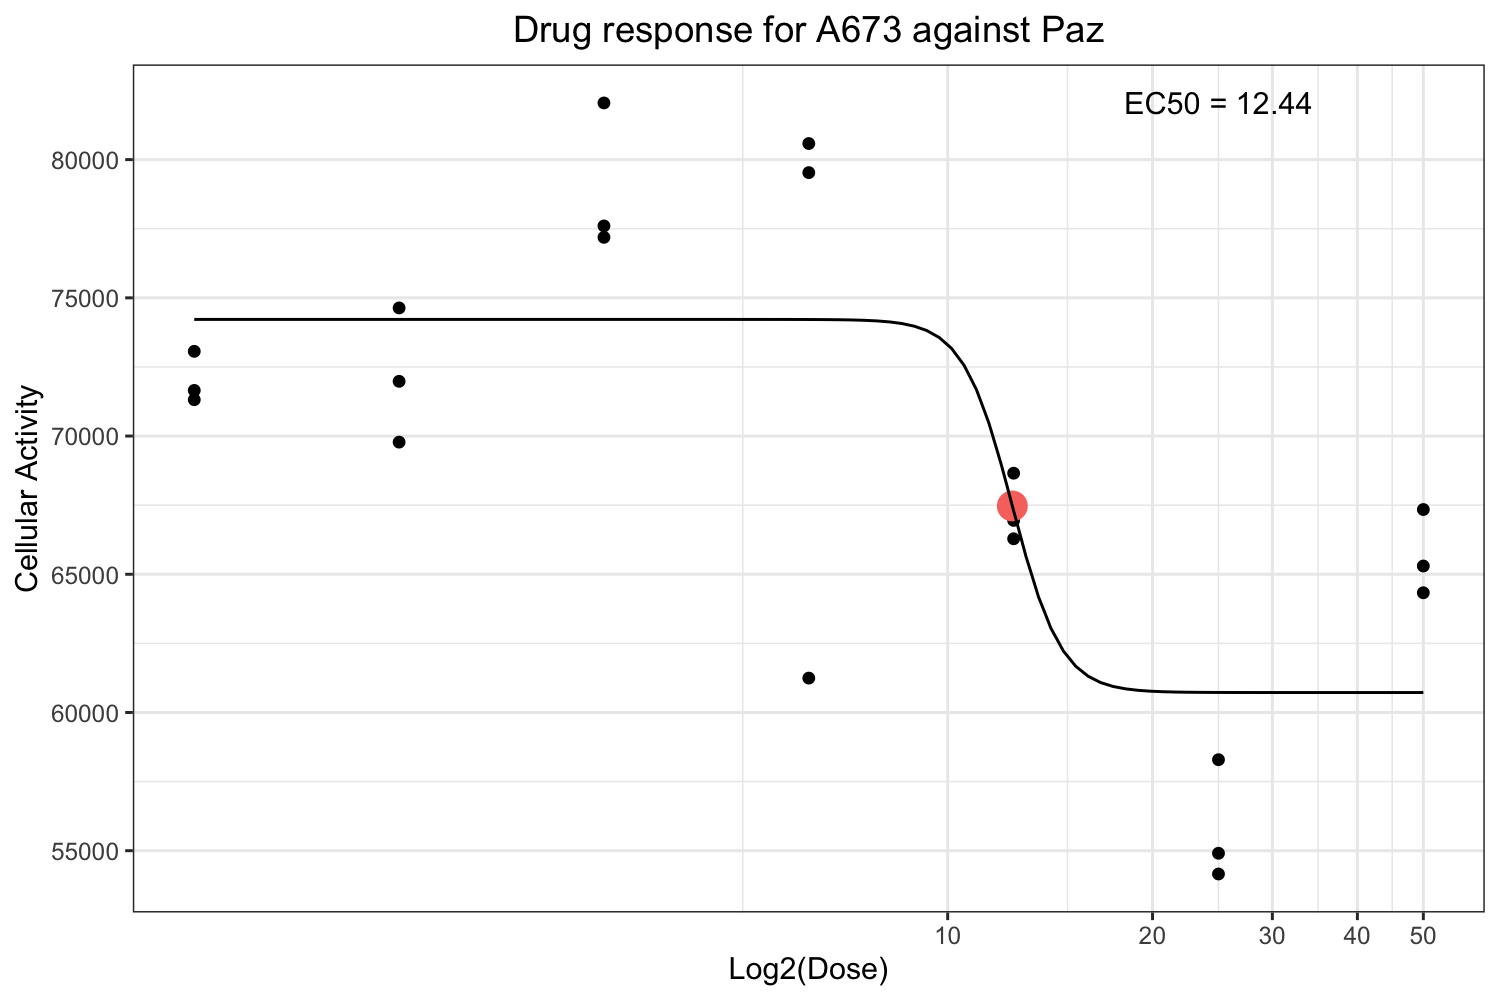 Drug response for A673 against Paz
EC50 = 12.44
80000
75000
70000
65000
60000
55000
Cellular Activity
10 20 30 40 50
Log2(Dose)